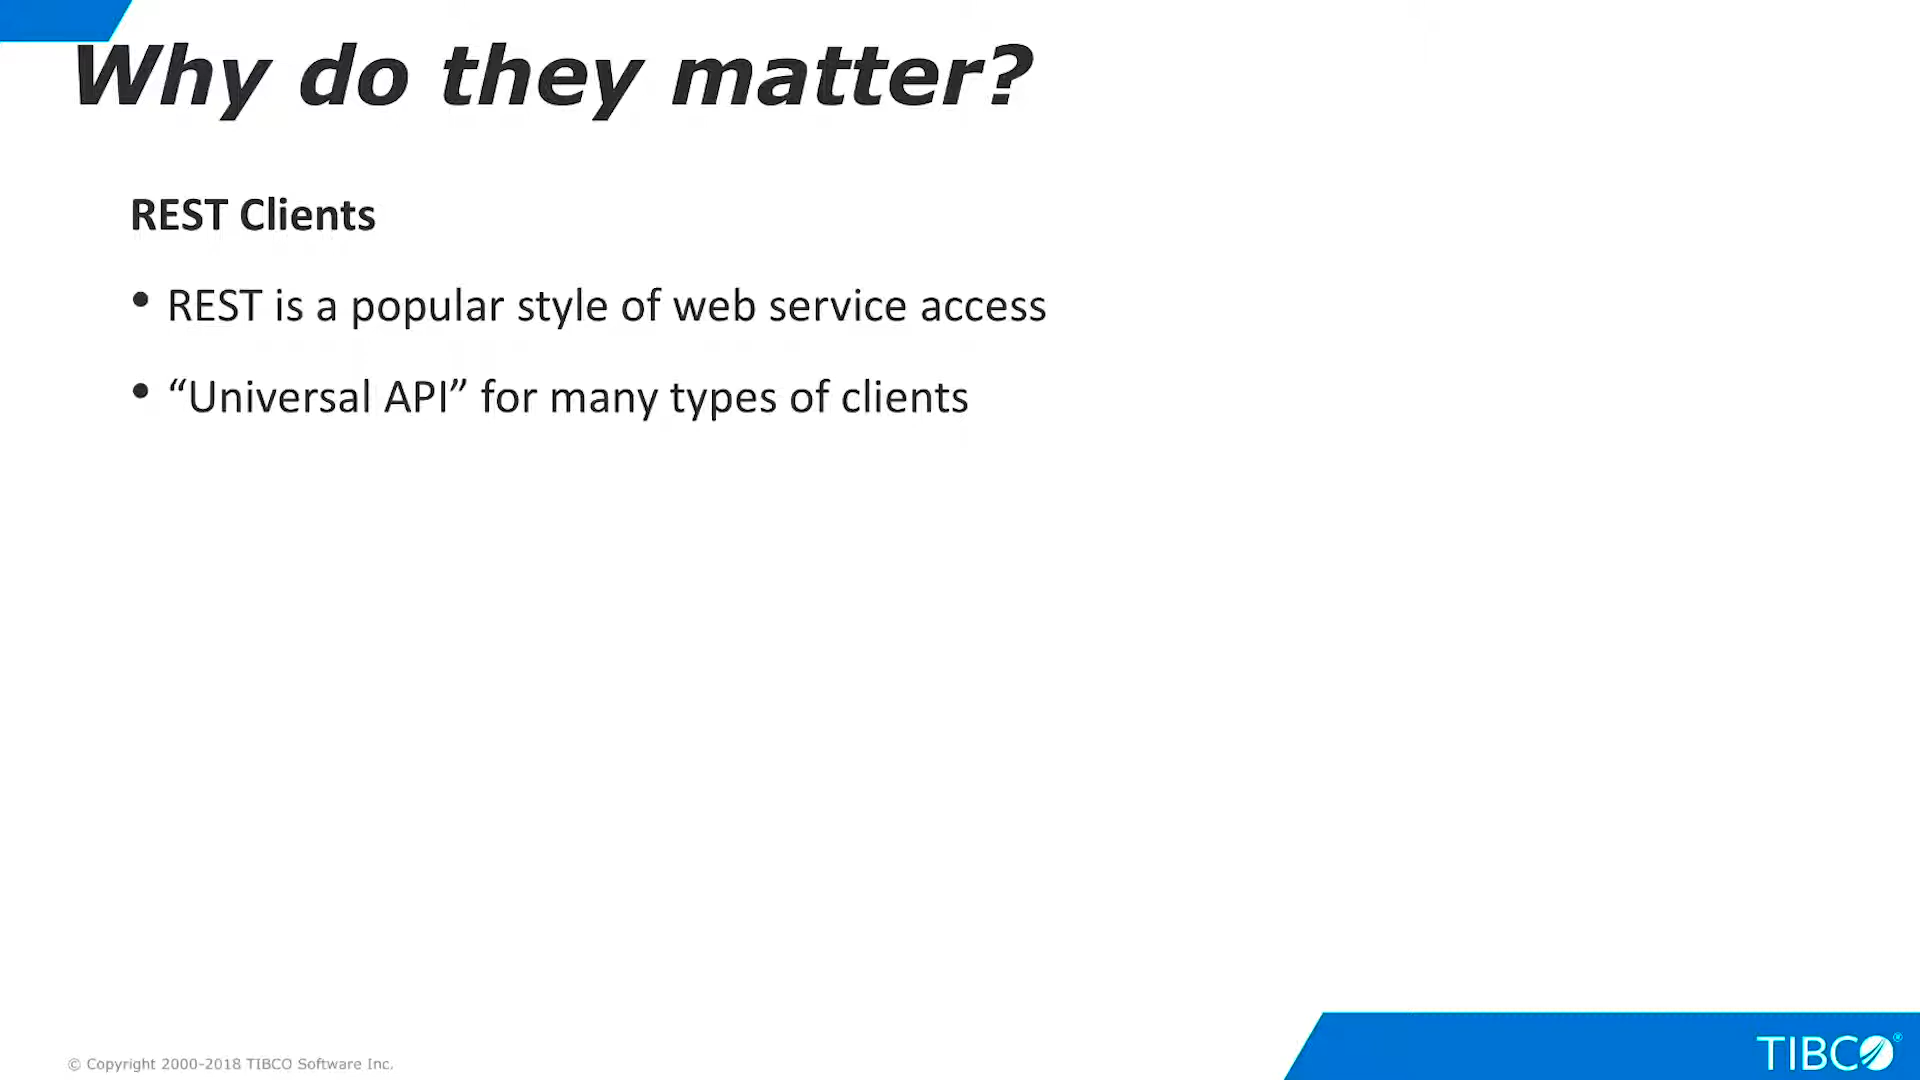 Why do they matter?
REST Clients
• REST is a popular style of web service access
• “Universal API” for many types of clients
© Copyright 2000-2018 TIBCO Software Inc.
TIBCO®